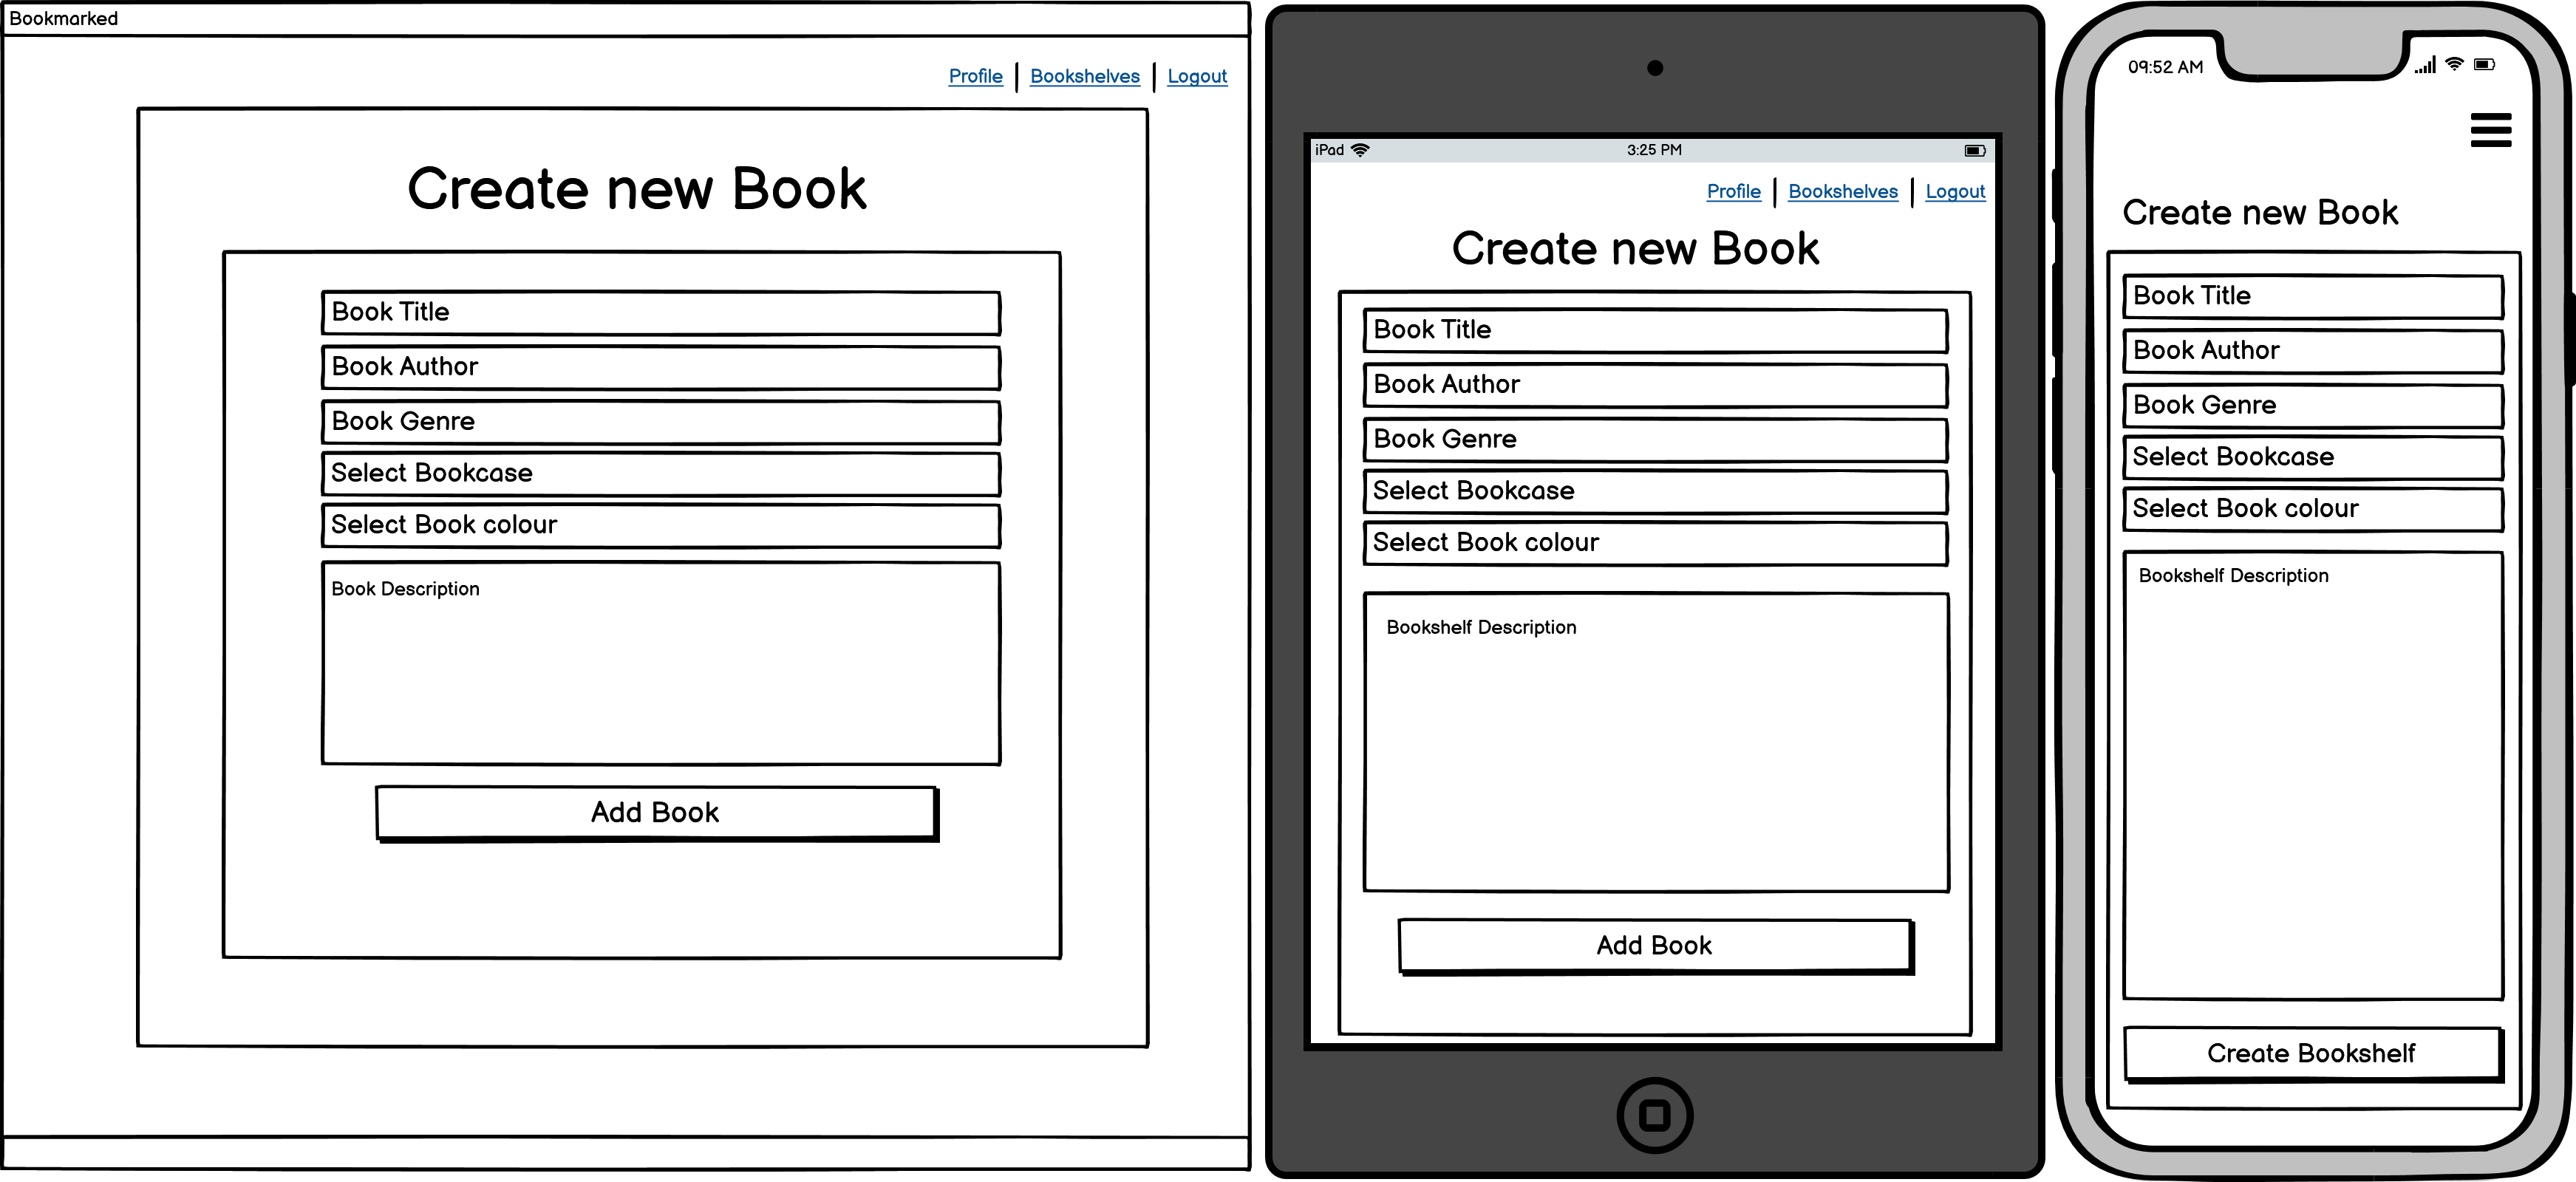 Bookmarked
Profile Bookshelves Logout
Create new Book
Book Title
Book Author
Book Genre
Select Bookcase
Select Book colour
Book Description
Add Book
iPad 3:25 PM
Profile Bookshelves Logout
Create new Book
Book Title
Book Author
Book Genre
Select Bookcase
Select Book colour
Bookshelf Description
Add Book
09:52 AM
Create new Book
Book Title
Book Author
Book Genre
Select Bookcase
Select Book colour
Bookshelf Description
Create Bookshelf